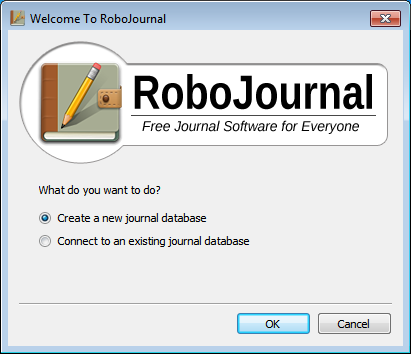 Welcome To RoboJournal
RoboJournal
Free Journal Software for Everyone
What do you want to do?
Create a new journal database
Connect to an existing journal database
OK
Cancel